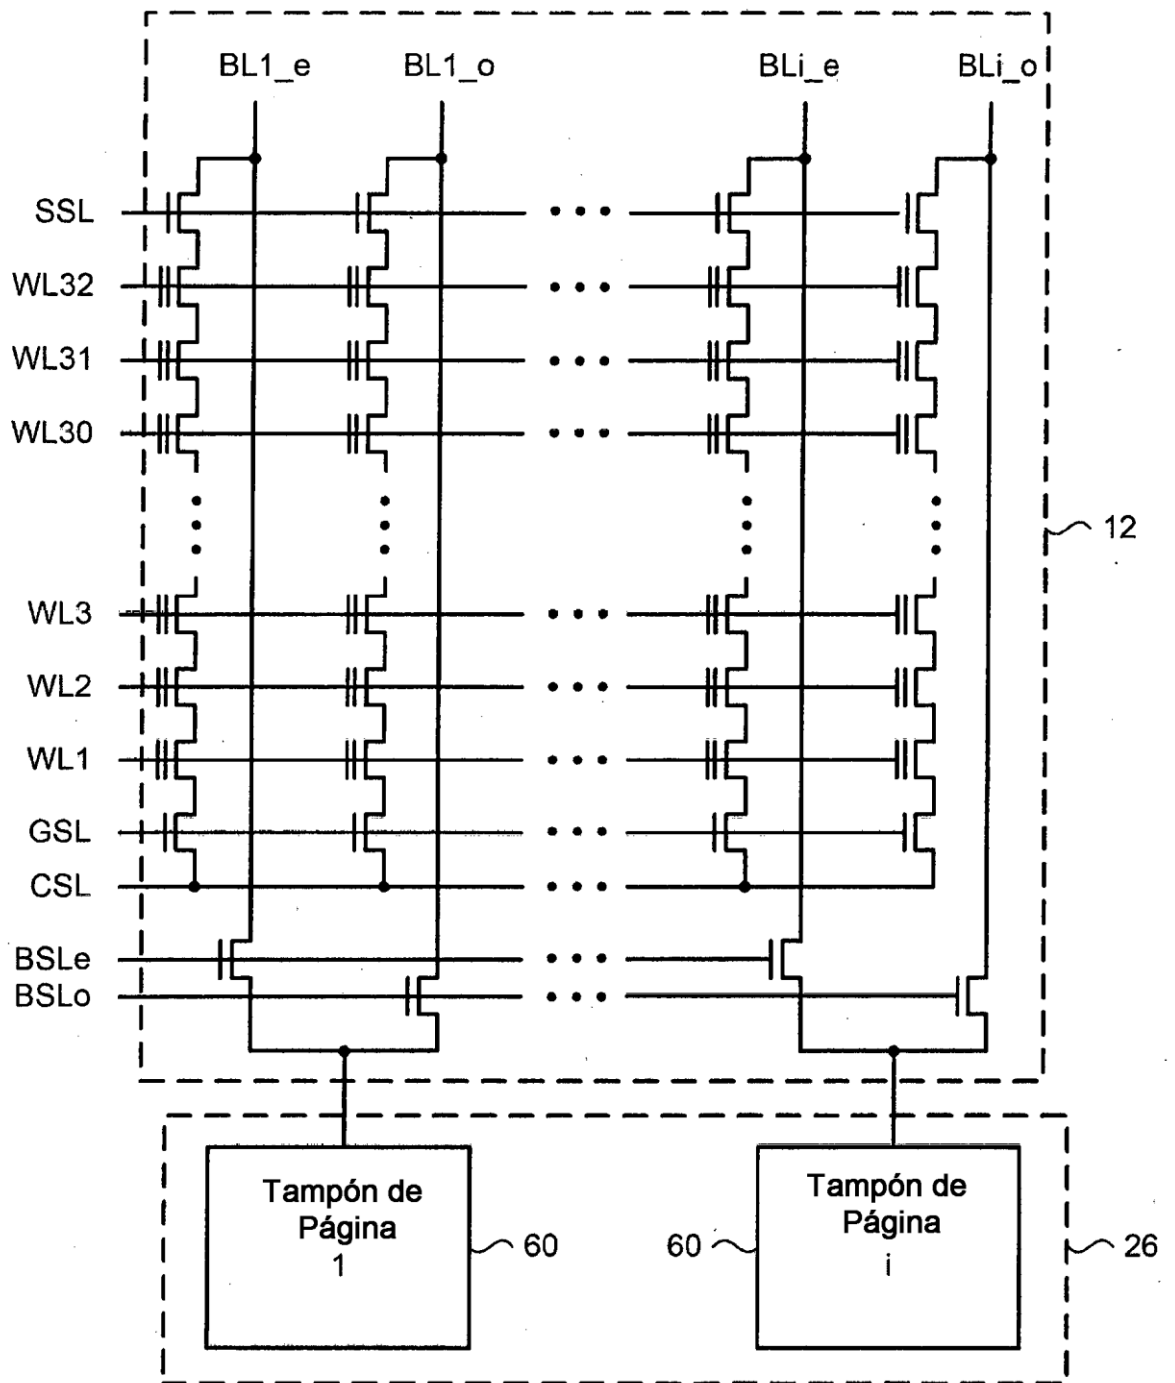 BL1_e
BL1_o
BLi_e
BLi_o
SSL
WL32
WL31
WL30
12
WL3
WL2
WL1
GSL
CSL
BSLe
BSLo
Tampón de
Página
1
60
60
Tampón de
Página
i
26